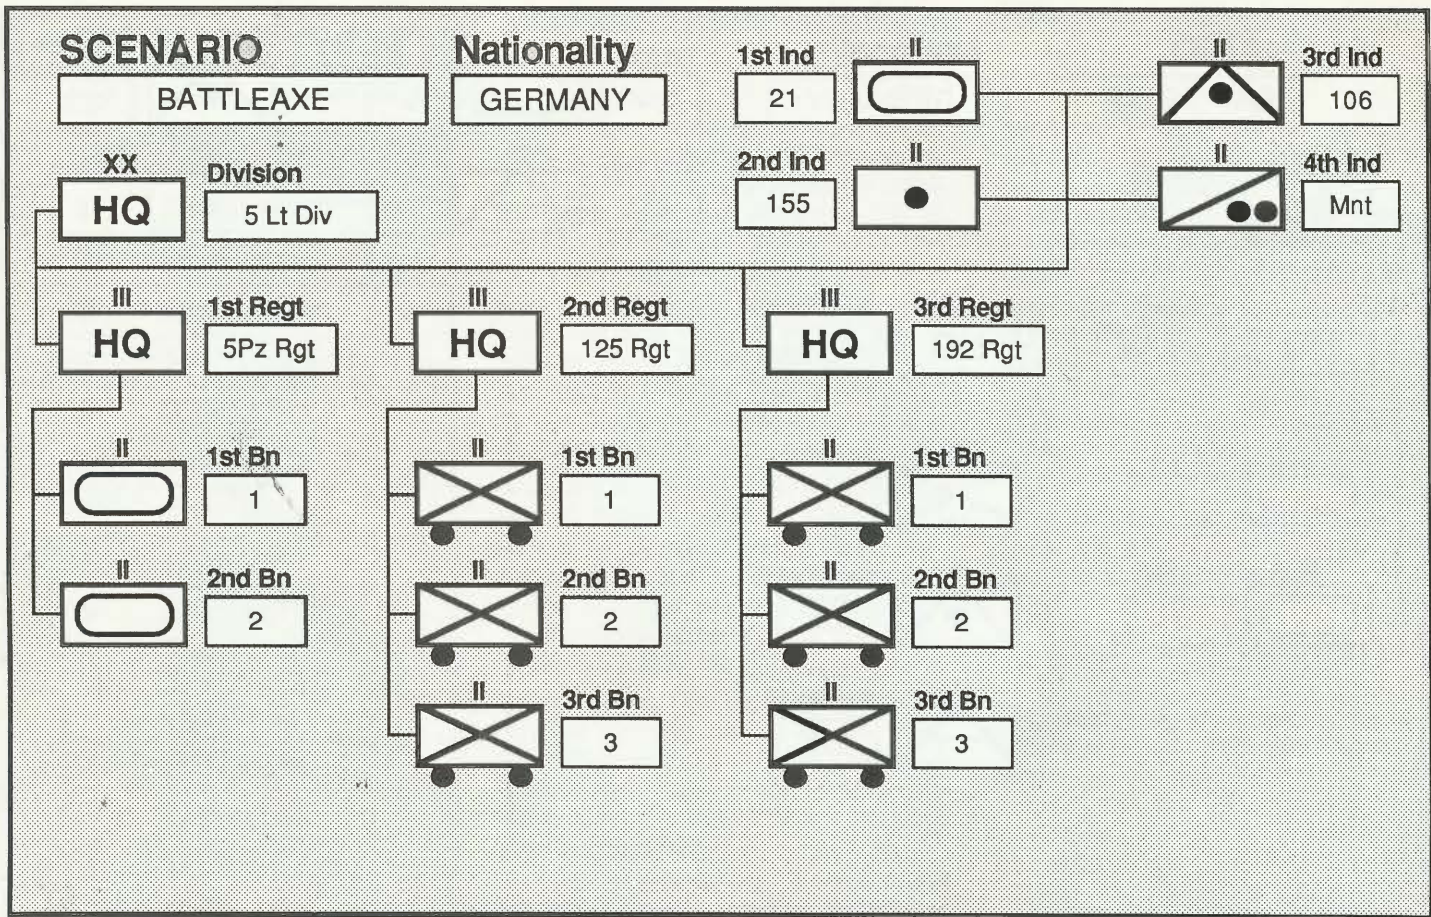 SCENARIO
BATTLEAXE
Nationality
GERMANY
1st Ind
21
II
II
3rd Ind
106
2nd Ind
155
II
II
4th Ind
Mnt
XX
HQ
Division
5 Lt Div
III
HQ
1st Regt
5Pz Rgt
III
HQ
2nd Regt
125 Rgt
III
HQ
3rd Regt
192 Rgt
II
1st Bn
1
II
1st Bn
1
II
1st Bn
1
II
2nd Bn
2
II
2nd Bn
2
II
2nd Bn
2
II
3rd Bn
3
II
3rd Bn
3